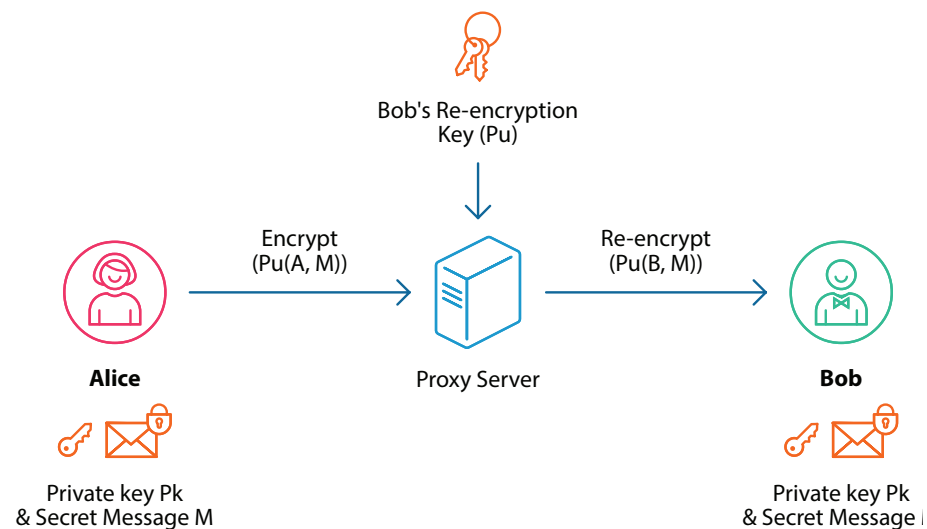 Bob's Re-encryption
Key (Pu)
Encrypt
(Pu(A, M))
Re-encrypt
(Pu(B, M))
Alice
Proxy Server
Bob
Private key Pk
& Secret Message M
Private key Pk
& Secret Message